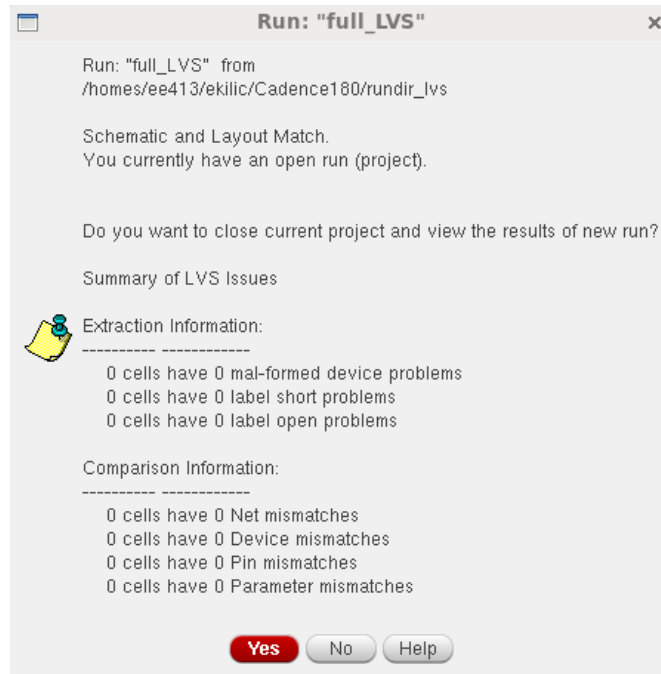 Run: "full_LVS"
Run: "full_LVS" from
/homes/ee413/ekilic/Cadence180/rundir_lvs
Schematic and Layout Match.
You currently have an open run (project).
Do you want to close current project and view the results of new run?
Summary of LVS Issues
Extraction Information:
---------- ------------
0 cells have 0 mal-formed device problems
0 cells have 0 label short problems
0 cells have 0 label open problems
Comparison Information:
---------- ------------
0 cells have 0 Net mismatches
0 cells have 0 Device mismatches
0 cells have 0 Pin mismatches
0 cells have 0 Parameter mismatches
Yes No Help